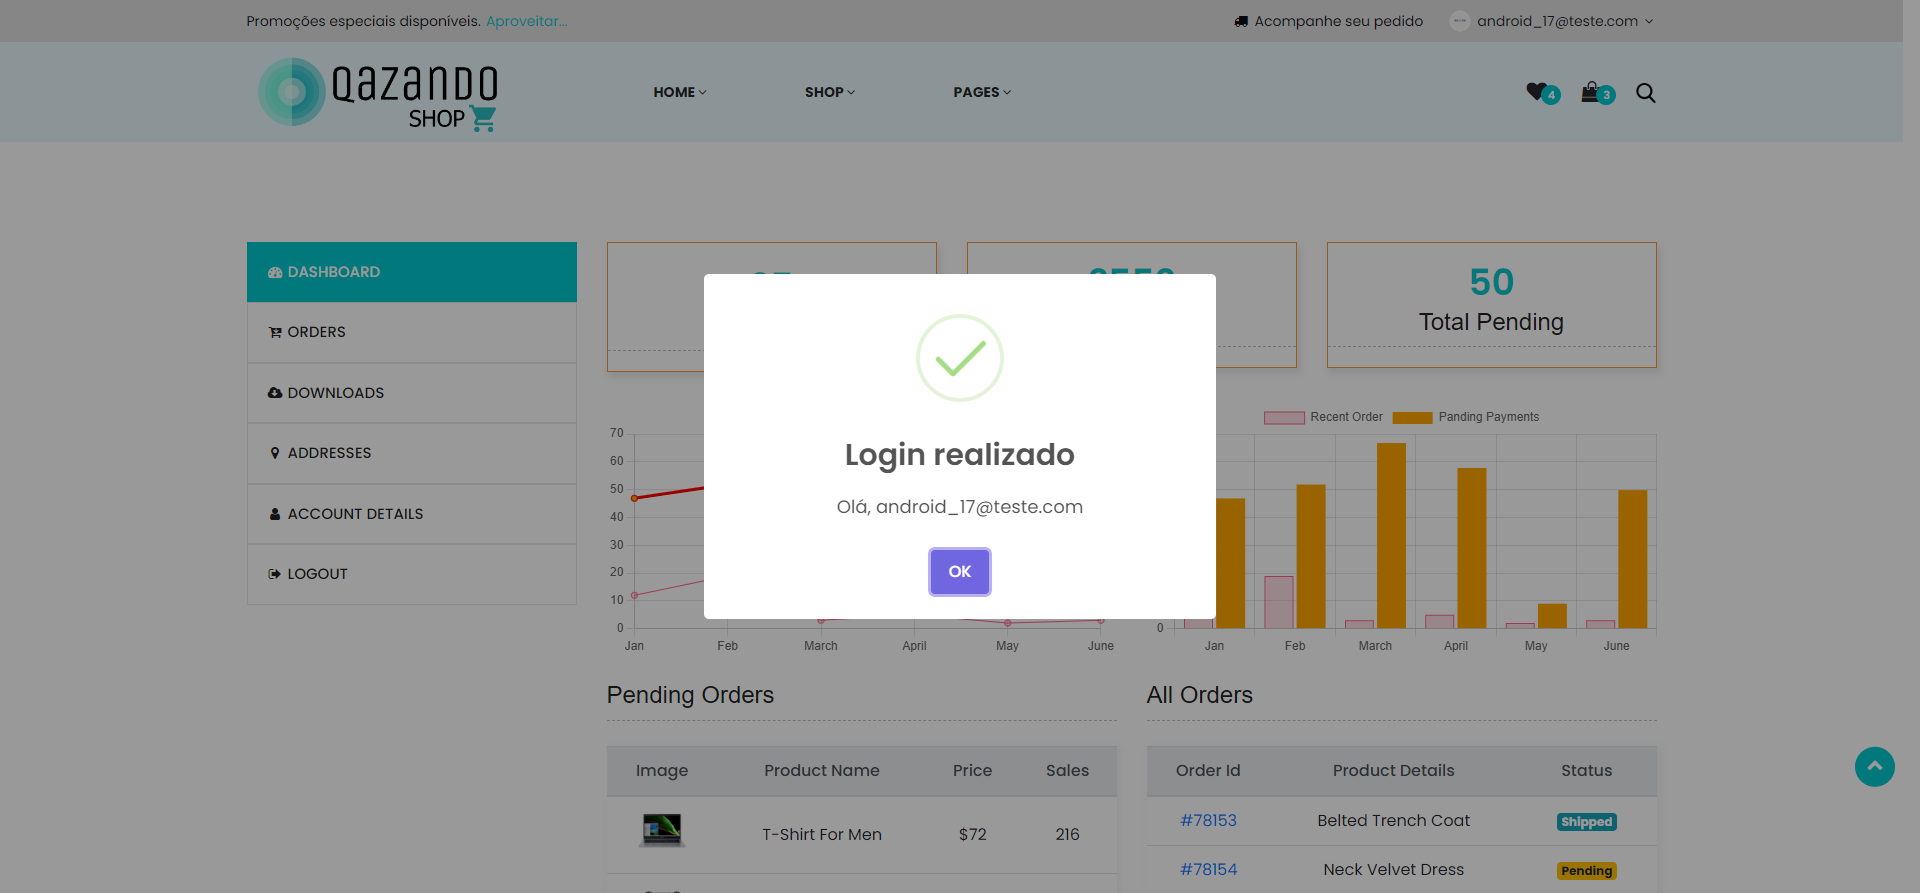 Promoções especiais disponíveis. Aproveitar...
Acompanhe seu pedido
android_17@teste.com
QAZANDO
SHOP
HOME
SHOP
PAGES
4
3
DASHBOARD
ORDERS
DOWNLOADS
ADDRESSES
ACCOUNT DETAILS
LOGOUT
50
Total Pending
Login realizado
Olá, android_17@teste.com
OK
70
60
50
40
30
20
10
0
Jan Feb March April May June
Recent Order Panding Payments
0
Jan Feb March April May June
Pending Orders
Image Product Name Price Sales
T-Shirt For Men $72 216
All Orders
Order Id Product Details Status
#78153 Belted Trench Coat Shipped
#78154 Neck Velvet Dress Pending